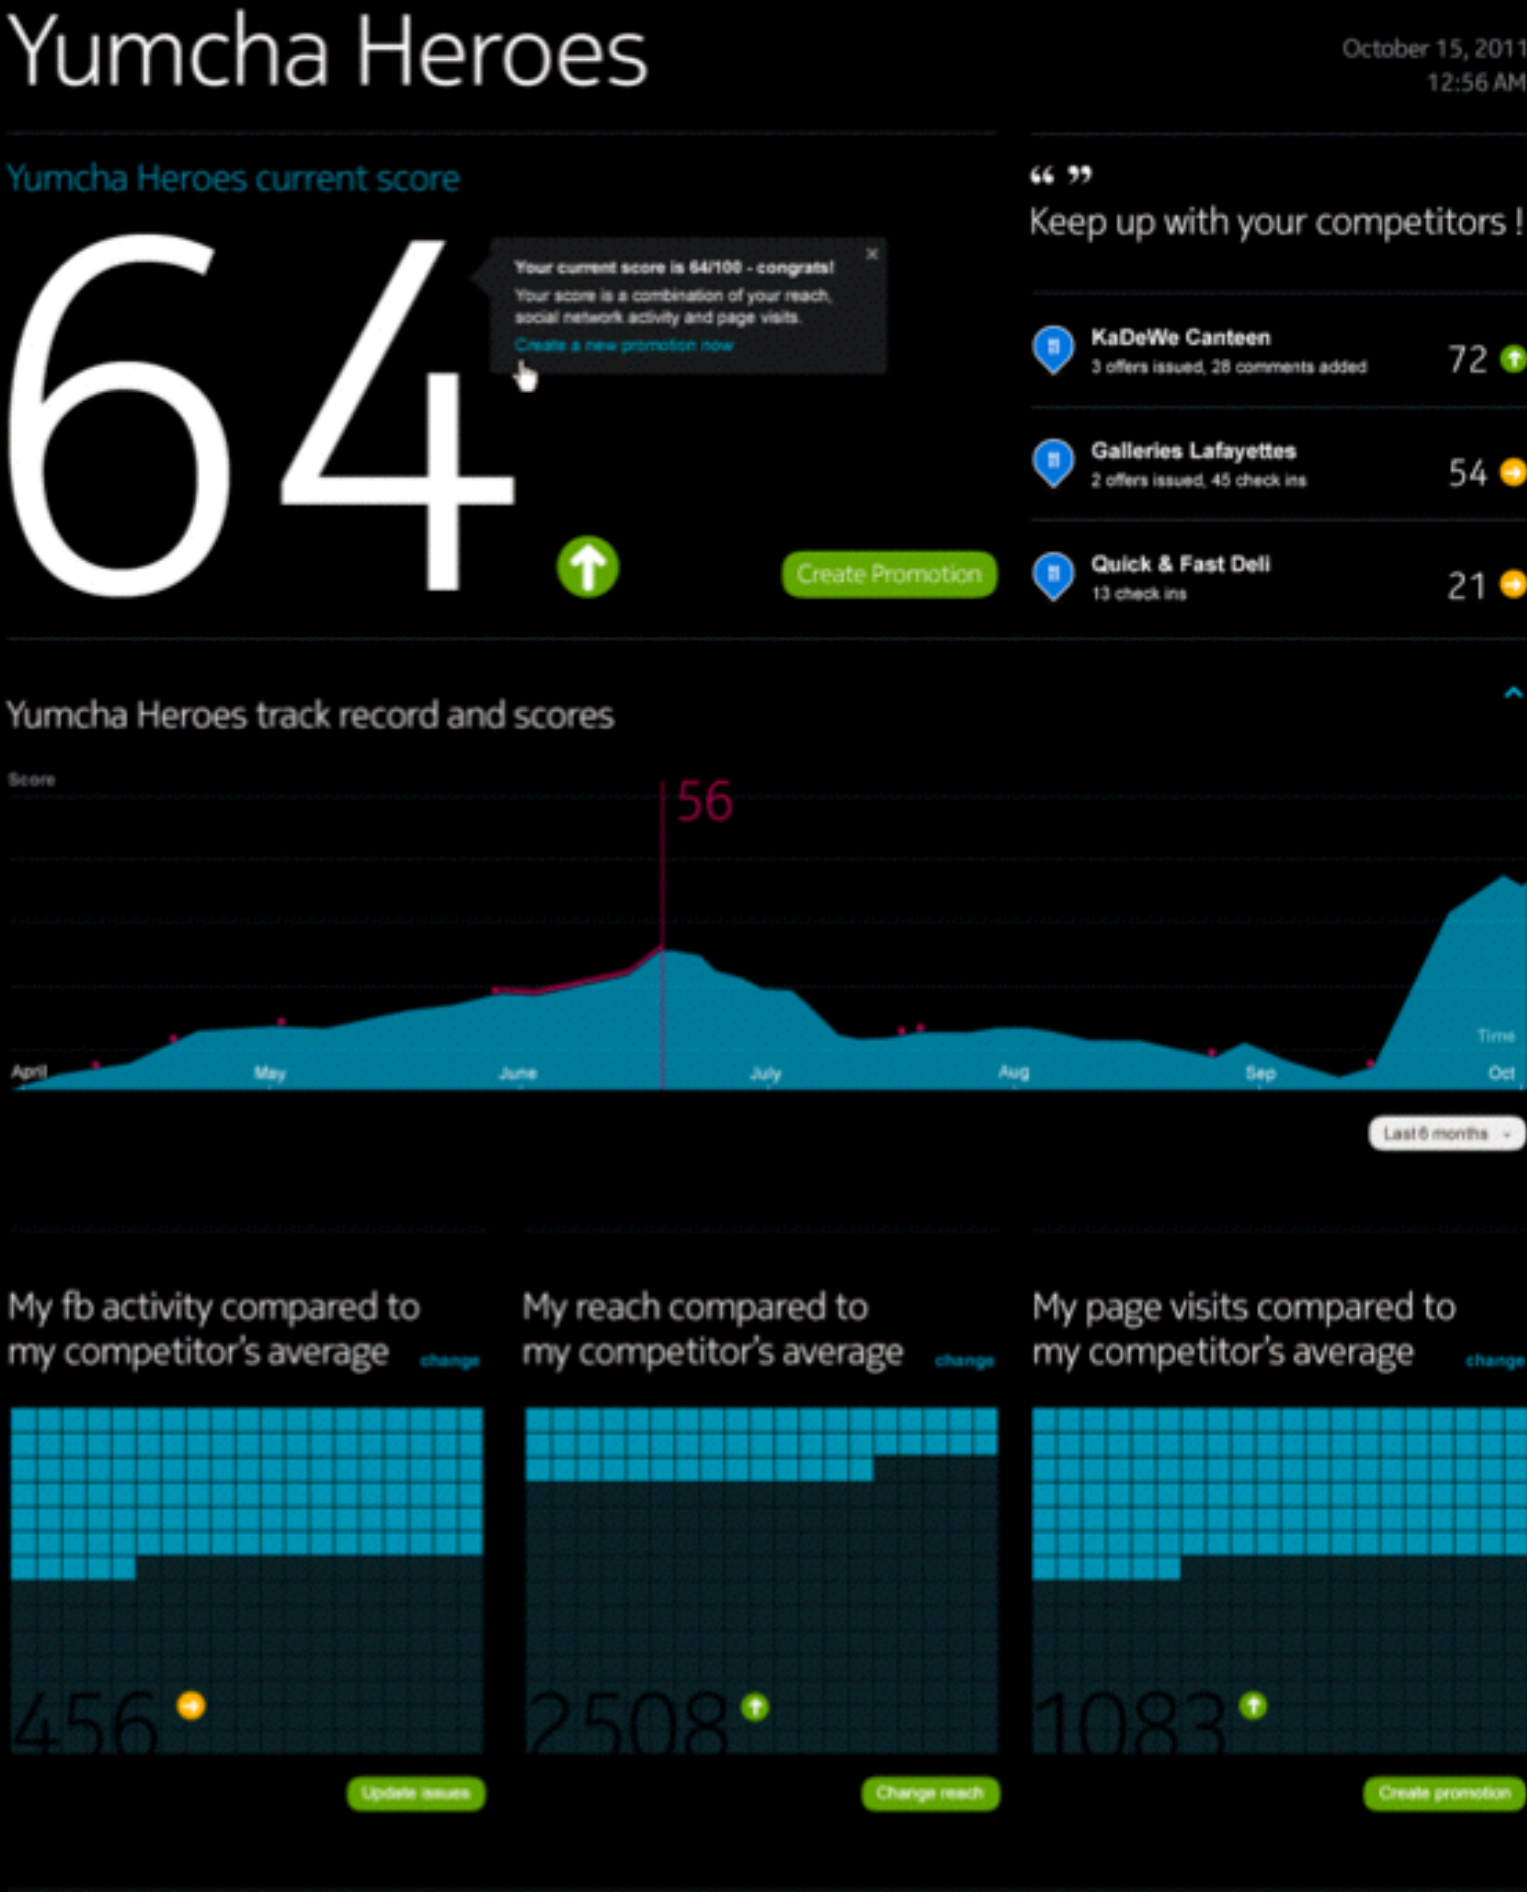 Yumcha Heroes
October 15, 2011
12:56 AM
Yumcha Heroes current score
64
Your current score is 64/100 - congrats!
Your score is a combination of your reach,
social network activity and page visits.
Create a new promotion now
Create Promotion
“ ”
Keep up with your competitors !
KaDeWe Canteen
3 offers issued, 28 comments added
72
Galleries Lafayettes
2 offers issued, 45 check ins
54
Quick & Fast Deli
13 check ins
21
Yumcha Heroes track record and scores
Score
56
Time
April
May
June
July
Aug
Sep
Oct
Last 6 months
My fb activity compared to
my competitor's average
change
456
Update issues
My reach compared to
my competitor's average
change
2508
Change reach
My page visits compared to
my competitor's average
change
1083
Create promotion